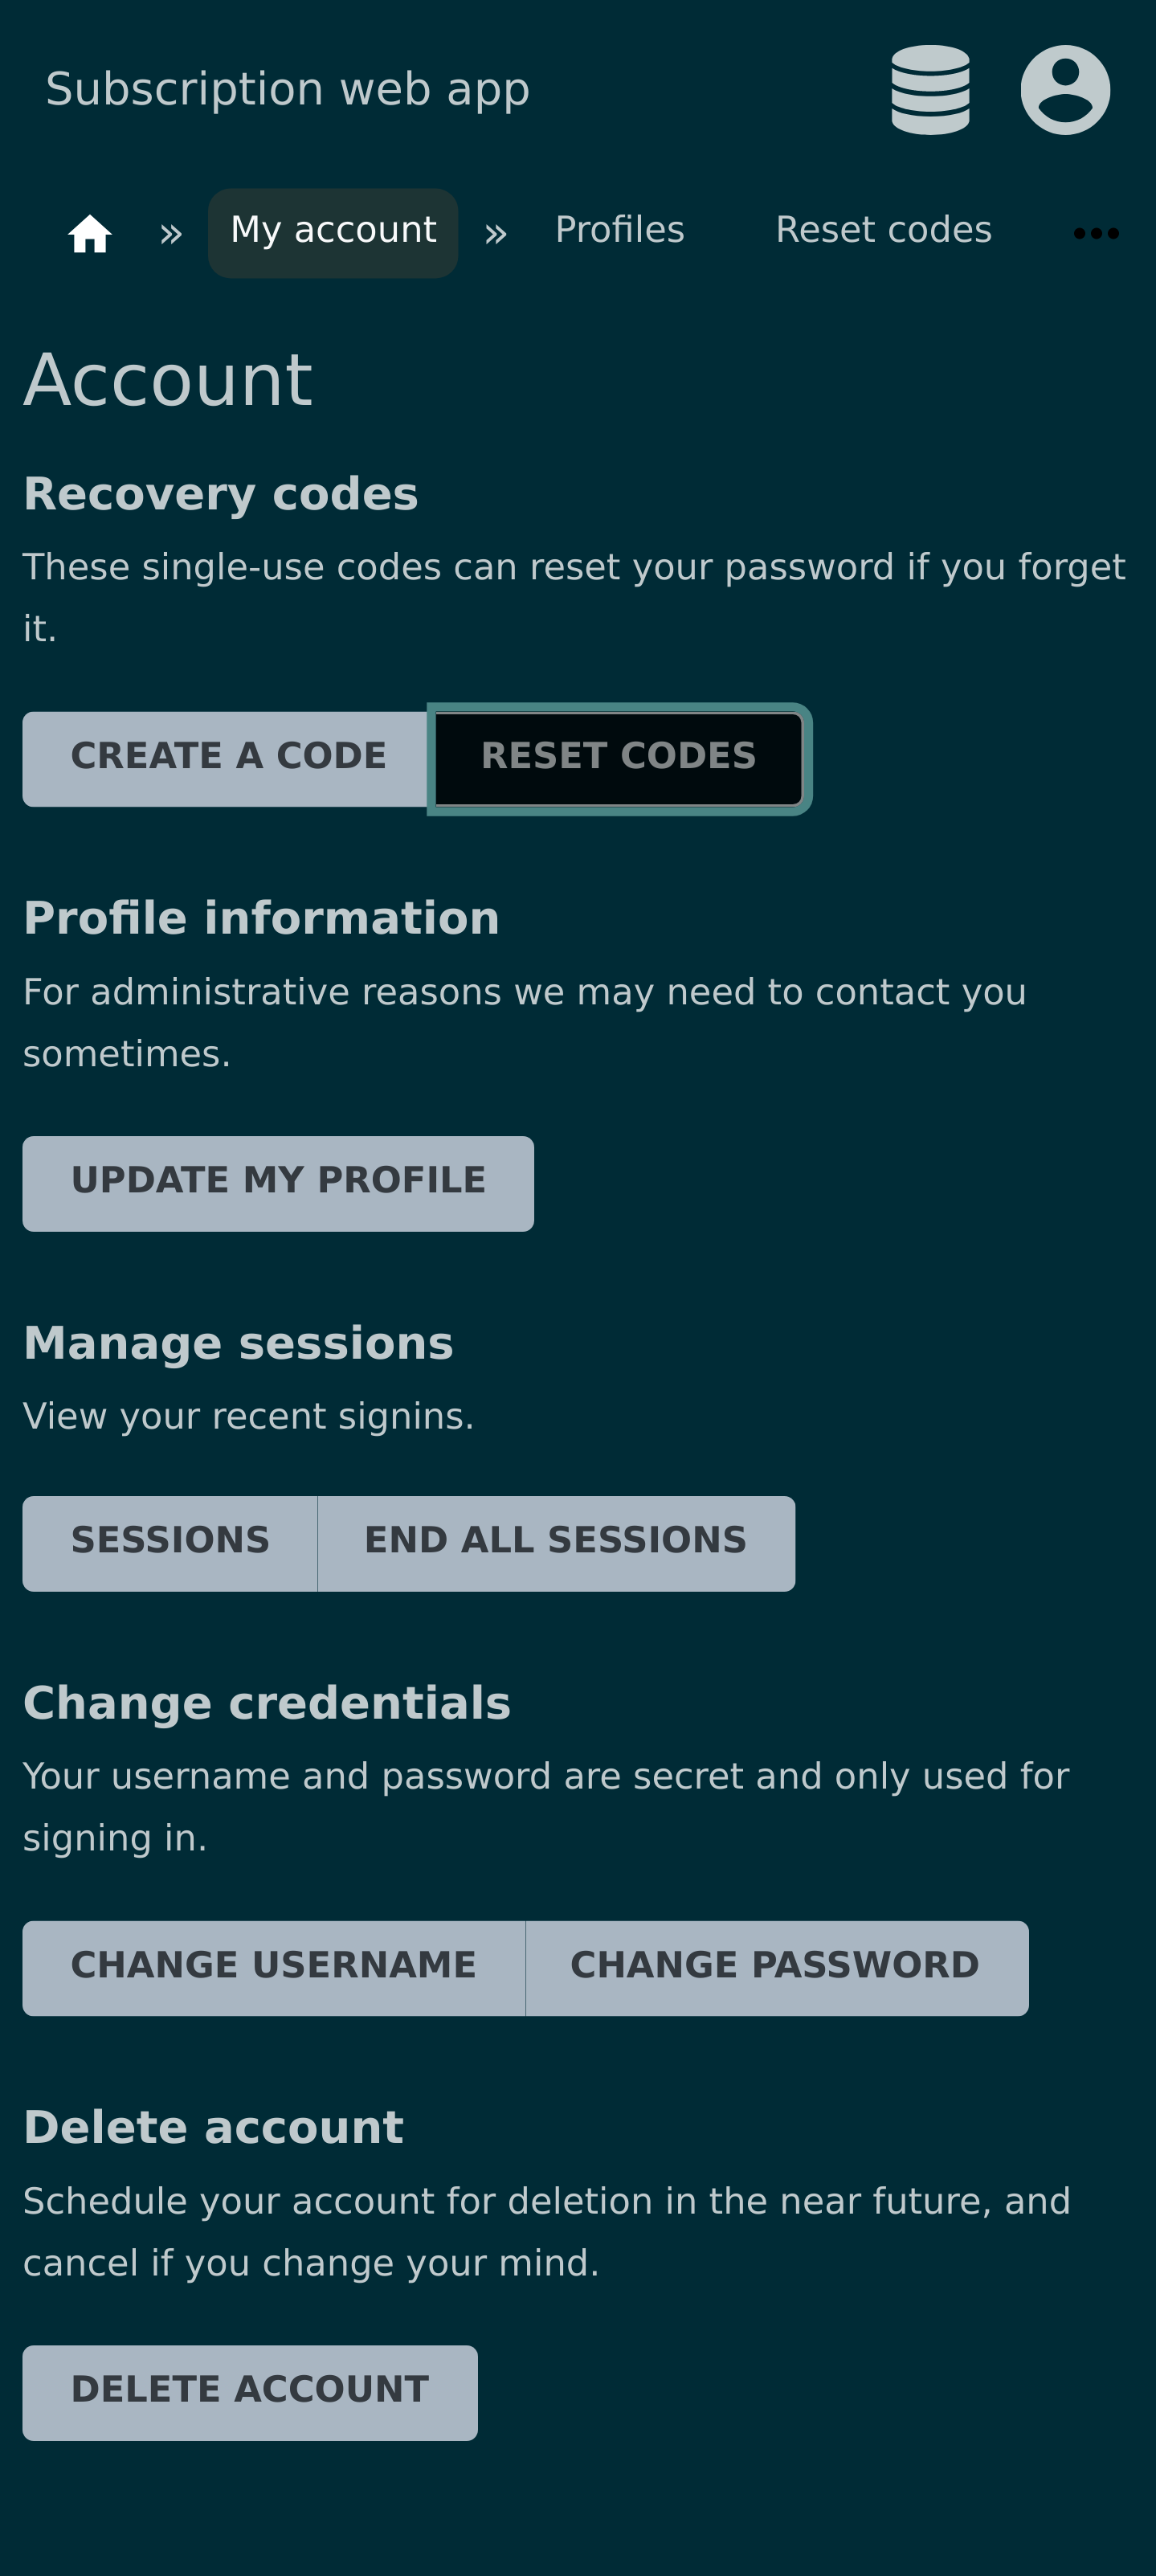 Subscription web app
» My account » Profiles Reset codes •••
Account
Recovery codes
These single-use codes can reset your password if you forget
it.
CREATE A CODE RESET CODES
Profile information
For administrative reasons we may need to contact you
sometimes.
UPDATE MY PROFILE
Manage sessions
View your recent signins.
SESSIONS END ALL SESSIONS
Change credentials
Your username and password are secret and only used for
signing in.
CHANGE USERNAME CHANGE PASSWORD
Delete account
Schedule your account for deletion in the near future, and
cancel if you change your mind.
DELETE ACCOUNT